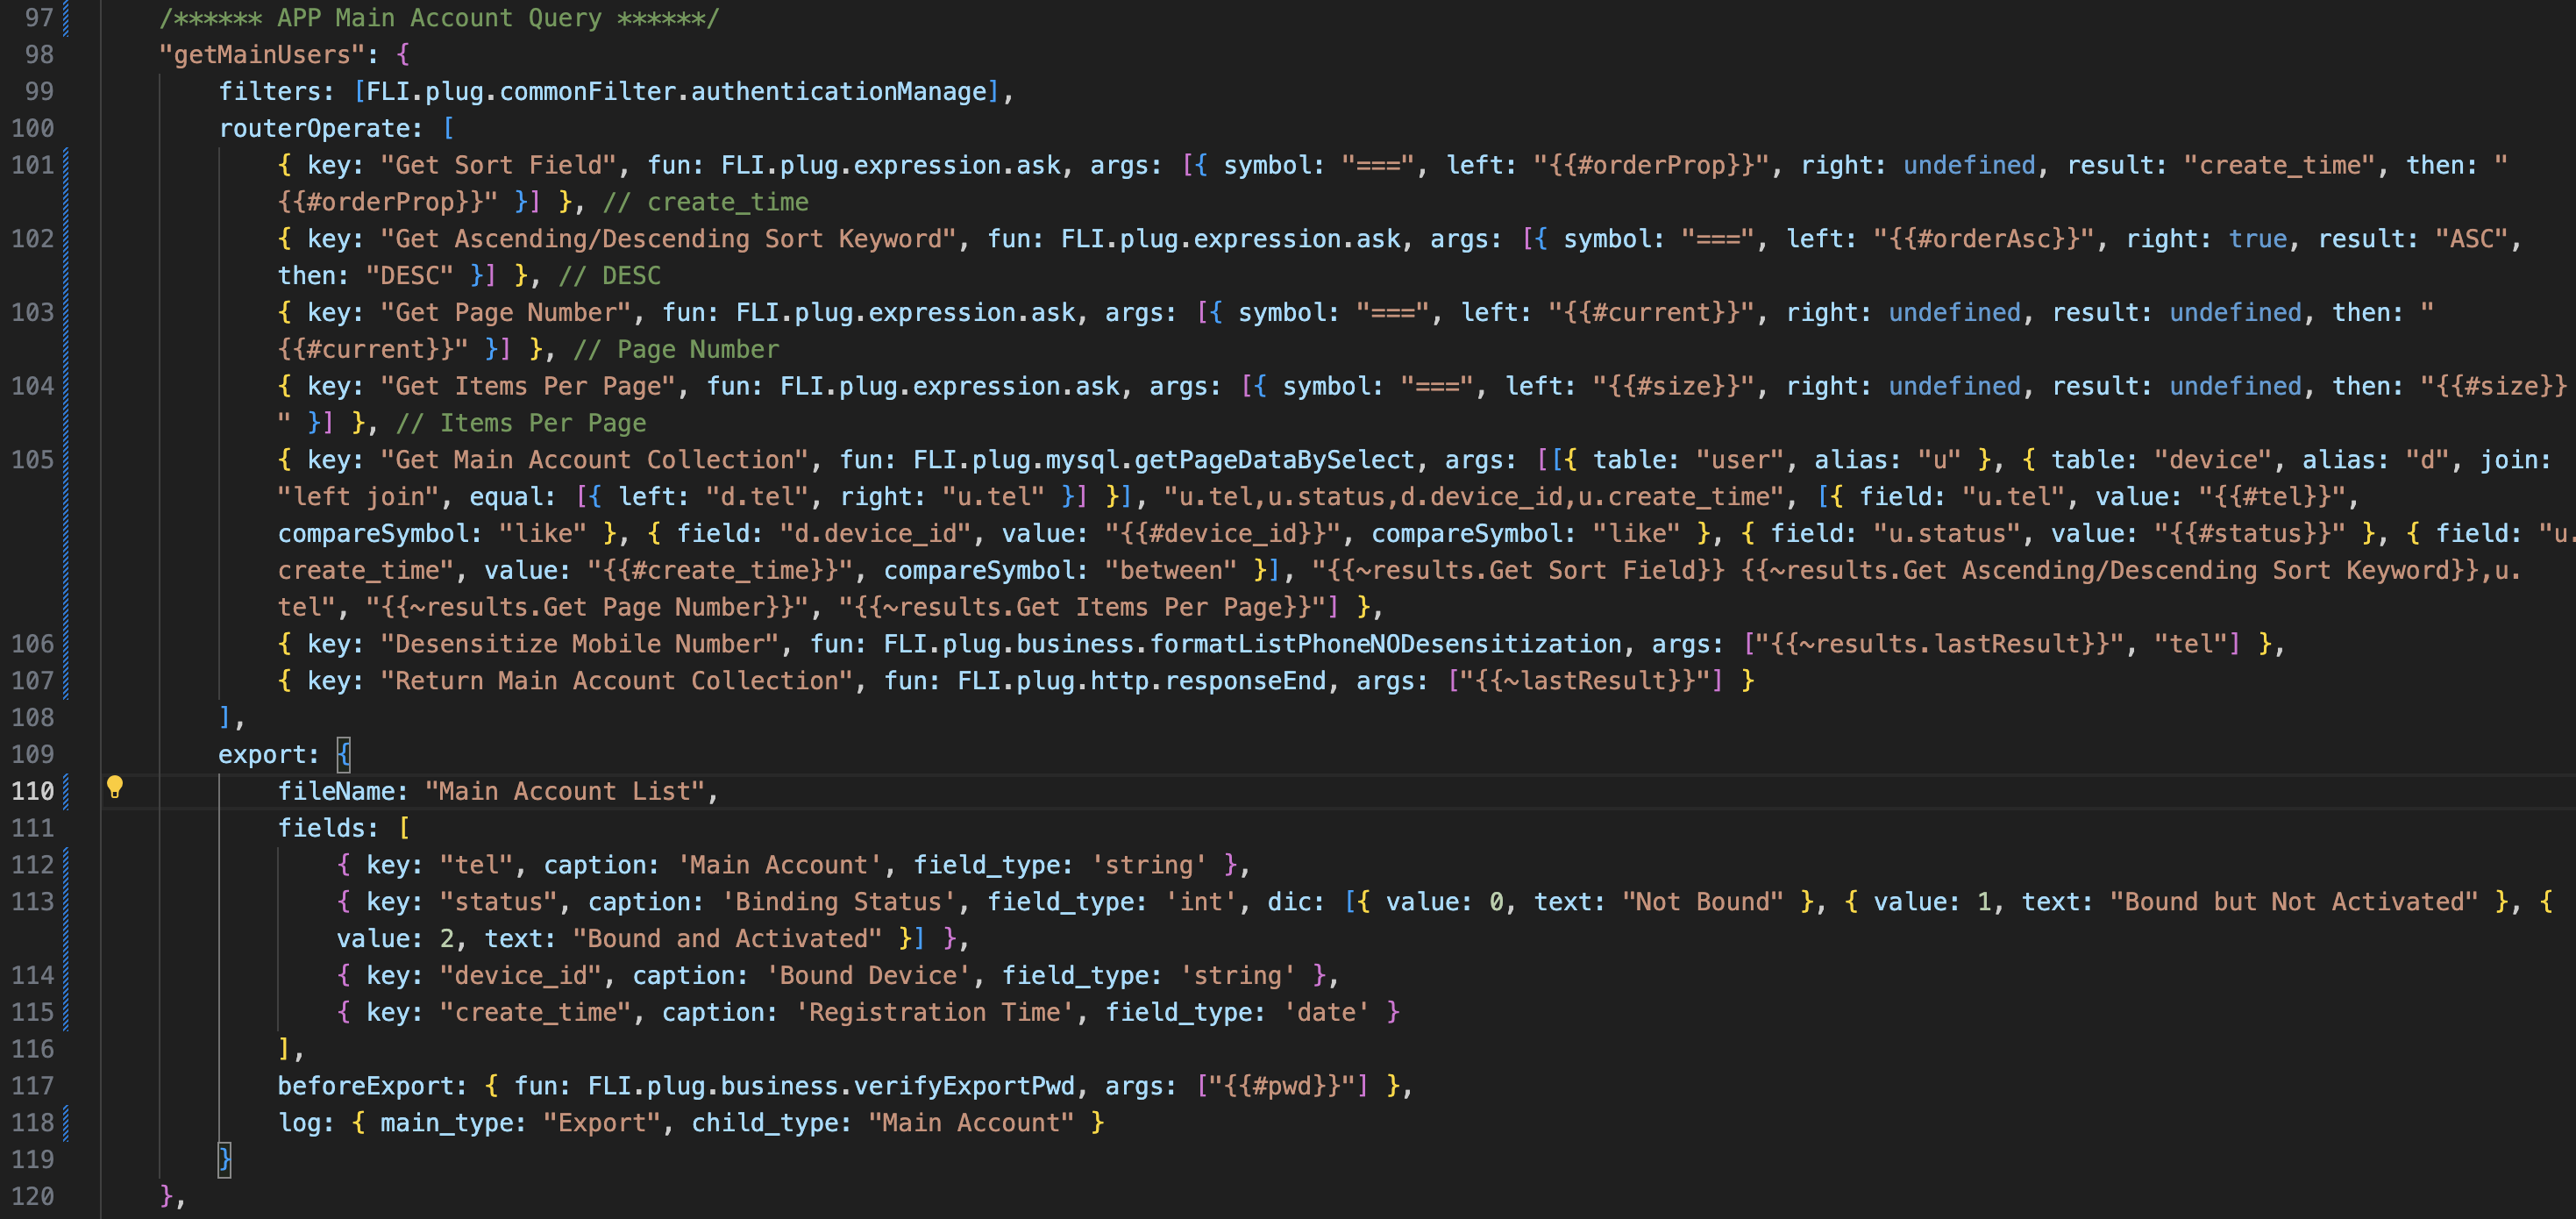 97 /****** APP Main Account Query ******/
98 "getMainUsers": {
99 filters: [FLI.plug.commonFilter.authenticationManage],
100 routerOperate: [
101 { key: "Get Sort Field", fun: FLI.plug.expression.ask, args: [{ symbol: "===", left: "{{#orderProp}}", right: undefined, result: "create_time", then: "
{{#orderProp}}" }] }, // create_time
102 { key: "Get Ascending/Descending Sort Keyword", fun: FLI.plug.expression.ask, args: [{ symbol: "===", left: "{{#orderAsc}}", right: true, result: "ASC",
then: "DESC" }] }, // DESC
103 { key: "Get Page Number", fun: FLI.plug.expression.ask, args: [{ symbol: "===", left: "{{#current}}", right: undefined, result: undefined, then: "
{{#current}}" }] }, // Page Number
104 { key: "Get Items Per Page", fun: FLI.plug.expression.ask, args: [{ symbol: "===", left: "{{#size}}", right: undefined, result: undefined, then: "{{#size}}
" }] }, // Items Per Page
105 { key: "Get Main Account Collection", fun: FLI.plug.mysql.getPageDataBySelect, args: [[{ table: "user", alias: "u" }, { table: "device", alias: "d", join:
"left join", equal: [{ left: "d.tel", right: "u.tel" }] }], "u.tel,u.status,d.device_id,u.create_time", [{ field: "u.tel", value: "{{#tel}}",
compareSymbol: "like" }, { field: "d.device_id", value: "{{#device_id}}", compareSymbol: "like" }, { field: "u.status", value: "{{#status}}" }, { field: "u.
create_time", value: "{{#create_time}}", compareSymbol: "between" }], "{{~results.Get Sort Field}} {{~results.Get Ascending/Descending Sort Keyword}},u.
tel", "{{~results.Get Page Number}}", "{{~results.Get Items Per Page}}"] },
106 { key: "Desensitize Mobile Number", fun: FLI.plug.business.formatListPhoneNODesensitization, args: ["{{~results.lastResult}}", "tel"] },
107 { key: "Return Main Account Collection", fun: FLI.plug.http.responseEnd, args: ["{{~lastResult}}"] }
108 ],
109 export: {
110 fileName: "Main Account List",
111 fields: [
112 { key: "tel", caption: 'Main Account', field_type: 'string' },
113 { key: "status", caption: 'Binding Status', field_type: 'int', dic: [{ value: 0, text: "Not Bound" }, { value: 1, text: "Bound but Not Activated" }, {
value: 2, text: "Bound and Activated" }] },
114 { key: "device_id", caption: 'Bound Device', field_type: 'string' },
115 { key: "create_time", caption: 'Registration Time', field_type: 'date' }
116 ],
117 beforeExport: { fun: FLI.plug.business.verifyExportPwd, args: ["{{#pwd}}"] },
118 log: { main_type: "Export", child_type: "Main Account" }
119 }
120 },